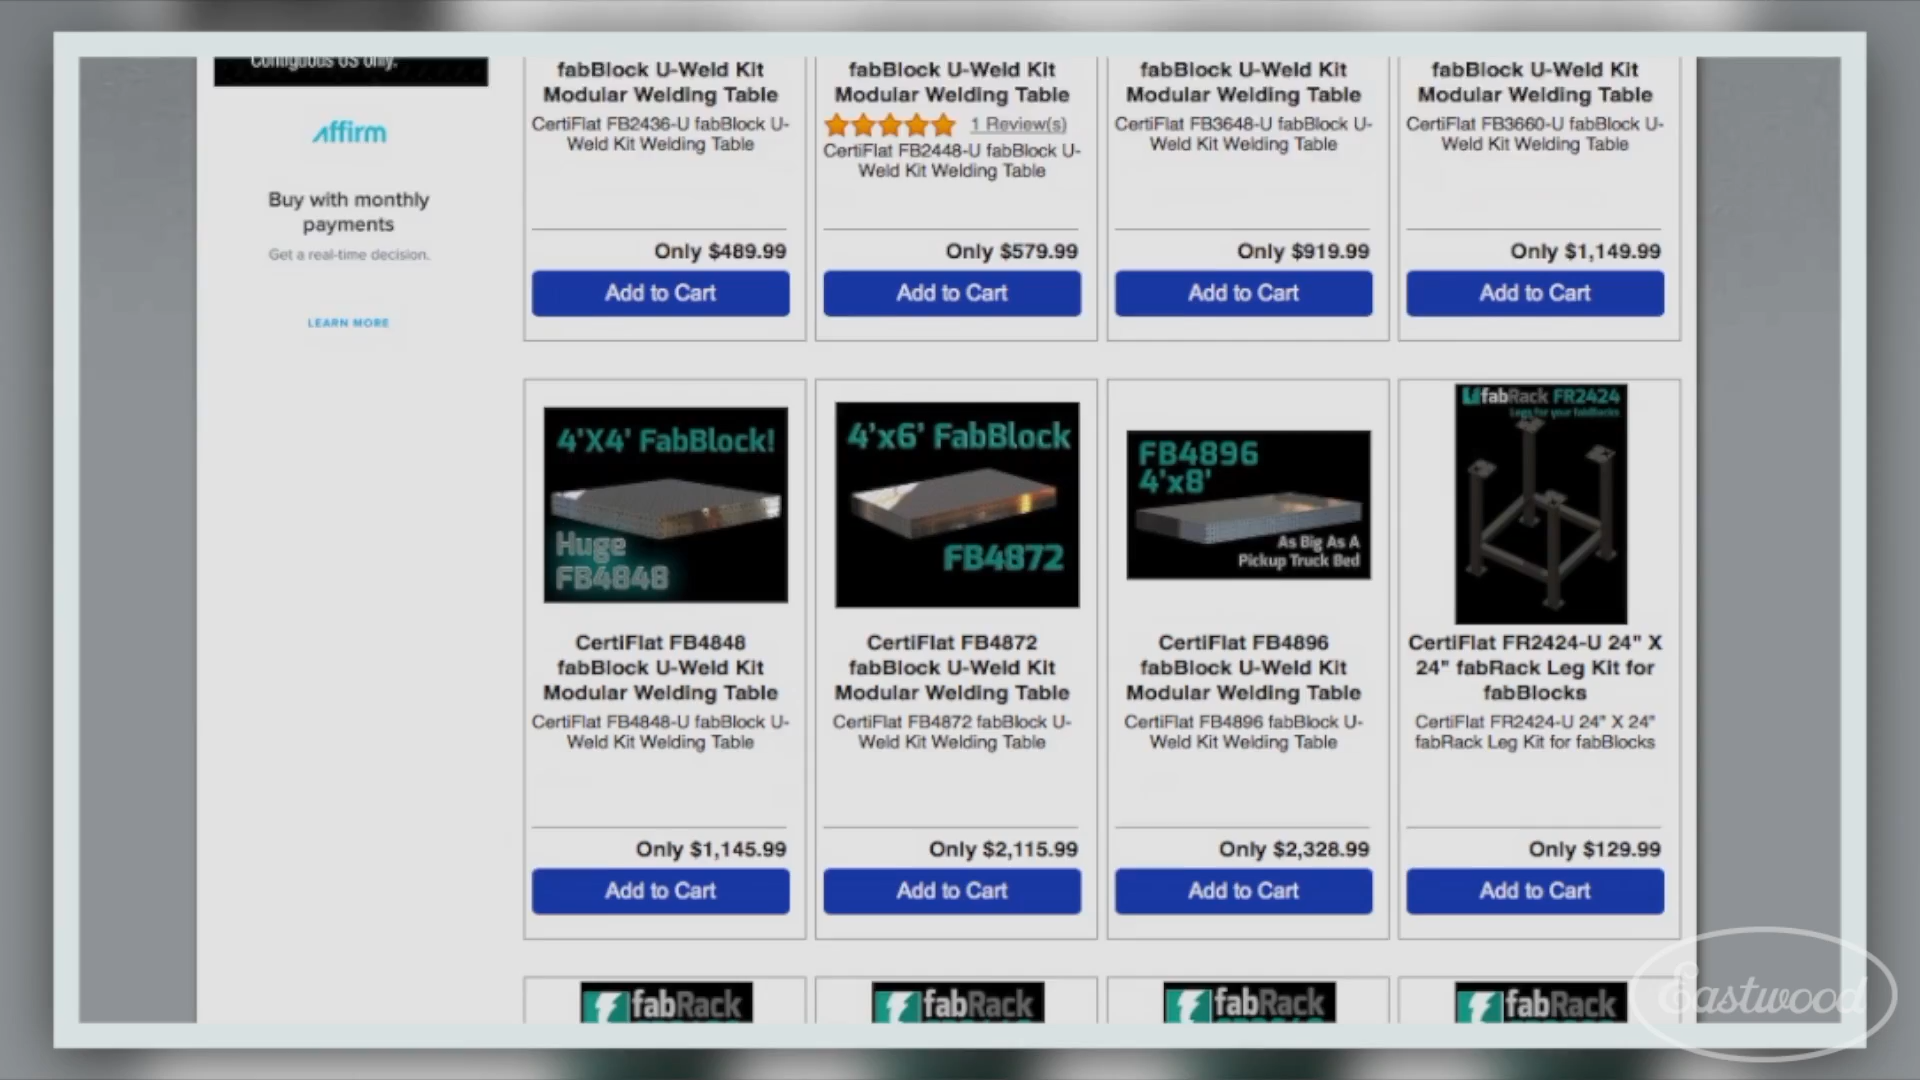 Contiguous US only.
affirm
Buy with monthly
payments
Get a real-time decision.
LEARN MORE
fabBlock U-Weld Kit
Modular Welding Table
CertiFlat FB2436-U fabBlock U-
Weld Kit Welding Table
Only $489.99
Add to Cart
fabBlock U-Weld Kit
Modular Welding Table
1 Review(s)
CertiFlat FB2448-U fabBlock U-
Weld Kit Welding Table
Only $579.99
Add to Cart
fabBlock U-Weld Kit
Modular Welding Table
CertiFlat FB3648-U fabBlock U-
Weld Kit Welding Table
Only $919.99
Add to Cart
fabBlock U-Weld Kit
Modular Welding Table
CertiFlat FB3660-U fabBlock U-
Weld Kit Welding Table
Only $1,149.99
Add to Cart
4'X4' FabBlock!
Huge
FB4848
CertiFlat FB4848
fabBlock U-Weld Kit
Modular Welding Table
CertiFlat FB4848-U fabBlock U-
Weld Kit Welding Table
Only $1,145.99
Add to Cart
4'x6' FabBlock
FB4872
CertiFlat FB4872
fabBlock U-Weld Kit
Modular Welding Table
CertiFlat FB4872 fabBlock U-
Weld Kit Welding Table
Only $2,115.99
Add to Cart
FB4896
4'x8'
As Big As A
Pickup Truck Bed
CertiFlat FB4896
fabBlock U-Weld Kit
Modular Welding Table
CertiFlat FB4896 fabBlock U-
Weld Kit Welding Table
Only $2,328.99
Add to Cart
fabRack FR2424
Legs for your fabBlocks
CertiFlat FR2424-U 24" X
24" fabRack Leg Kit for
fabBlocks
CertiFlat FR2424-U 24" X 24"
fabRack Leg Kit for fabBlocks
Only $129.99
Add to Cart
fabRack
fabRack
fabRack
fabRack
Eastwood